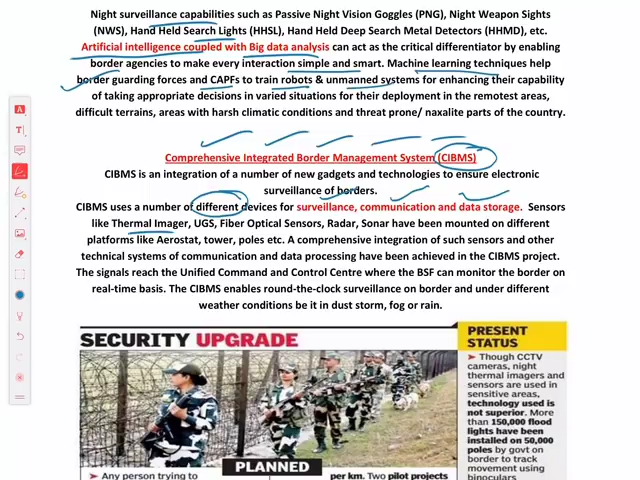 Night surveillance capabilities such as Passive Night Vision Goggles (PNG), Night Weapon Sights
(NWS), Hand Held Search Lights (HHSL), Hand Held Deep Search Metal Detectors (HHMD), etc.
Artificial intelligence coupled with Big data analysis can act as the critical differentiator by enabling
border agencies to make every interaction simple and smart. Machine learning techniques help
border guarding forces and CAPFs to train robots & unmanned systems for enhancing their capability
of taking appropriate decisions in varied situations for their deployment in the remotest areas,
difficult terrains, areas with harsh climatic conditions and threat prone/ naxalite parts of the country.
Comprehensive Integrated Border Management System (CIBMS)
CIBMS is an integration of a number of new gadgets and technologies to ensure electronic
surveillance of borders.
CIBMS uses a number of different devices for surveillance, communication and data storage. Sensors
like Thermal Imager, UGS, Fiber Optical Sensors, Radar, Sonar have been mounted on different
platforms like Aerostat, tower, poles etc. A comprehensive integration of such sensors and other
technical systems of communication and data processing have been achieved in the CIBMS project.
The signals reach the Unified Command and Control Centre where the BSF can monitor the border on
real-time basis. The CIBMS enables round-the-clock surveillance on border and under different
weather conditions be it in dust storm, fog or rain.
SECURITY UPGRADE
PRESENT
STATUS
➤ Though CCTV
cameras, night
thermal imagers and
sensors are used in
sensitive areas,
technology used is
not superior. More
than 150,000 flood
lights have been
installed on 50,000
poles by govt on
border to track
movement using
binoculars
PLANNED
➤ Any person trying to
per km. Two pilot projects